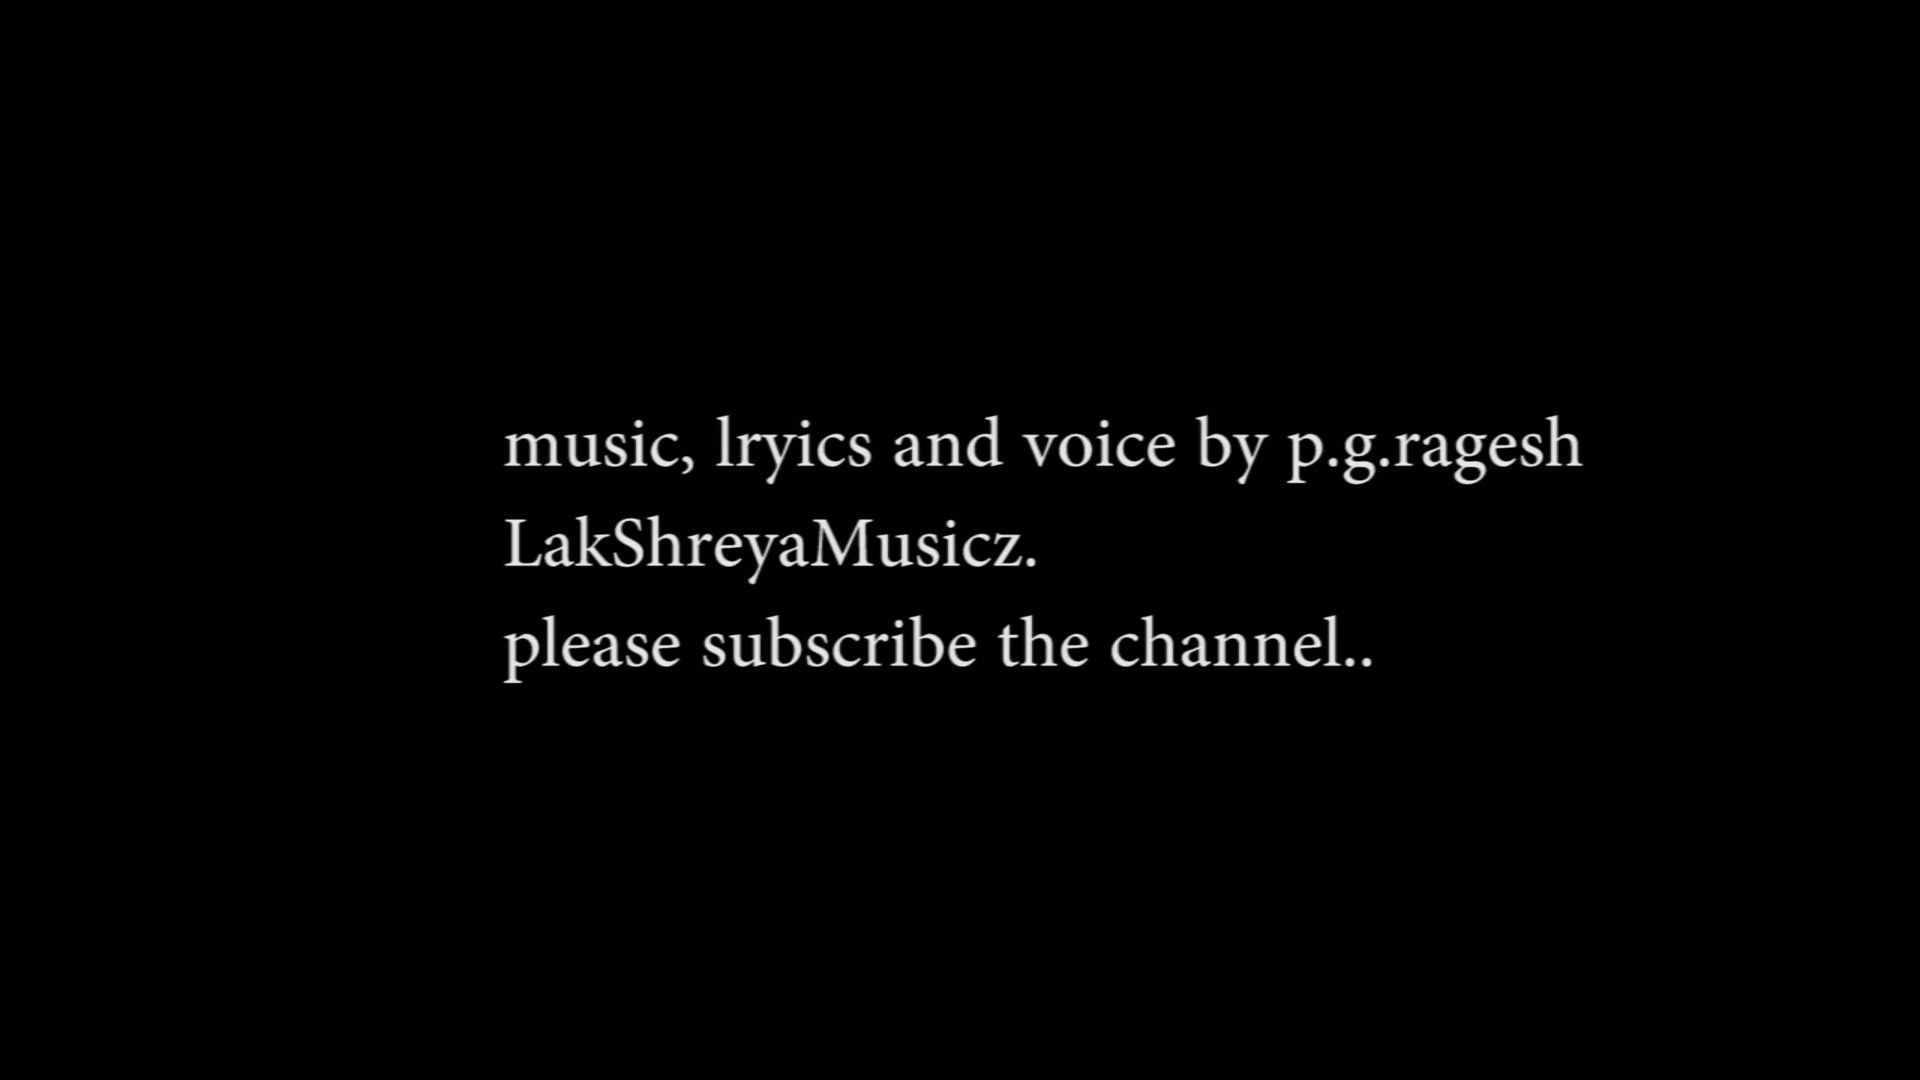 music, lryics and voice by p.g.ragesh
LakShreyaMusicz.
please subscribe the channel..